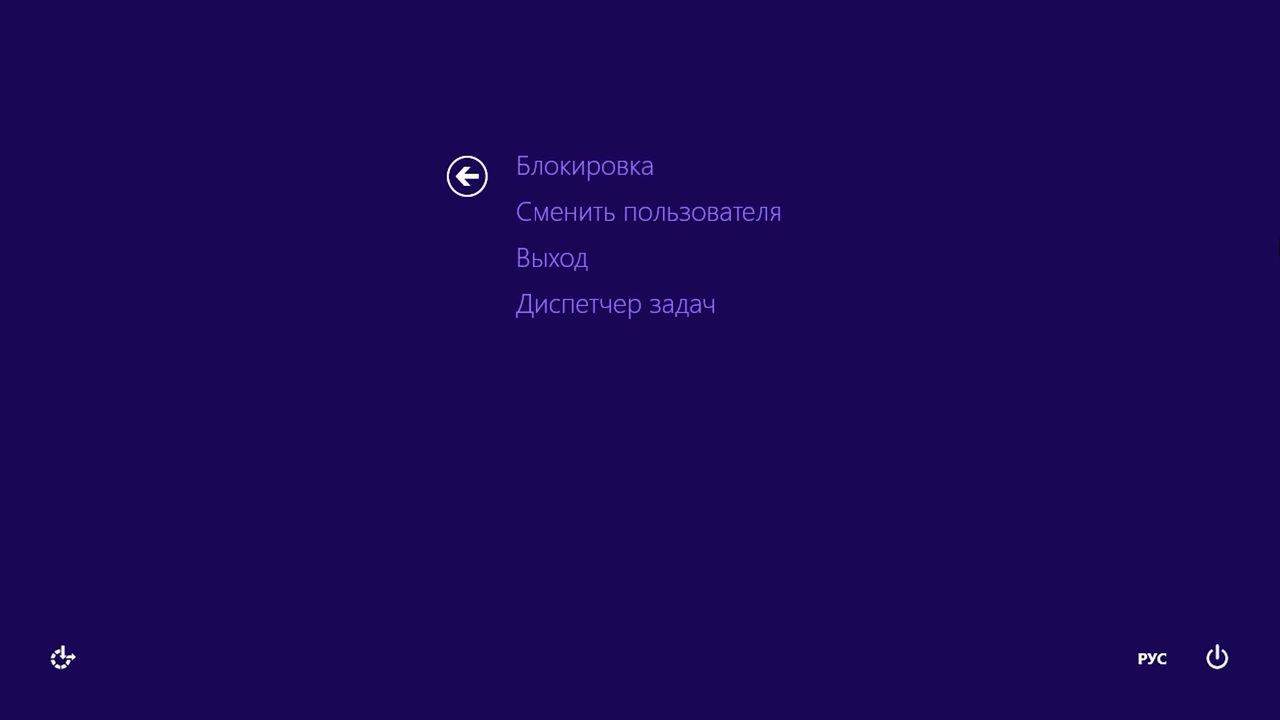 Блокировка
Сменить пользователя
Выход
Диспетчер задач
РУС